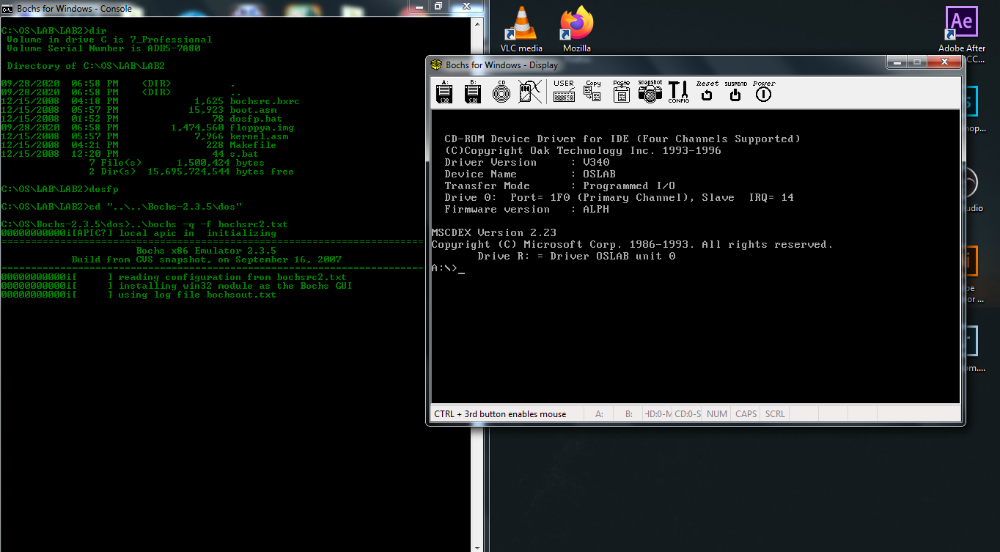 Bochs for Windows - Console
C:\OS\LAB\LAB2>dir
Volume in drive C is 7_Professional
Volume Serial Number is ADB5-7A80
Directory of C:\OS\LAB\LAB2
09/28/2020 06:58 PM <DIR> .
09/28/2020 06:58 PM <DIR> ..
12/15/2008 04:18 PM 1,625 bochsrc.bxrc
12/15/2008 05:57 PM 15,923 boot.asm
12/15/2008 01:52 PM 78 dosfp.bat
09/28/2020 06:58 PM 1,474,560 floppya.img
12/15/2008 05:57 PM 7,966 kernel.asm
12/15/2008 04:21 PM 228 Makefile
12/15/2008 12:20 PM 44 s.bat
7 File(s) 1,500,424 bytes
2 Dir(s) 15,695,724,544 bytes free
C:\OS\LAB\LAB2>dosfp
C:\OS\LAB\LAB2>cd "..\..\Bochs-2.3.5\dos"
C:\OS\Bochs-2.3.5\dos>..\bochs -q -f bochsrc2.txt
00000000000i[APIC?] local apic in initializing
========================================================================
Bochs x86 Emulator 2.3.5
Build from CVS snapshot, on September 16, 2007
========================================================================
00000000000i[ ] reading configuration from bochsrc2.txt
00000000000i[ ] installing win32 module as the Bochs GUI
00000000000i[ ] using log file bochsout.txt
VLC media
Mozilla
Ae
Adobe After
CC...
Bochs for Windows - Display
A: B: CD USER Copy Paste snapshot CONFIG Reset SUSPEND Power
CD-ROM Device Driver for IDE (Four Channels Supported)
(C)Copyright Oak Technology Inc. 1993-1996
Driver Version : V340
Device Name : OSLAB
Transfer Mode : Programmed I/O
Drive 0: Port= 1F0 (Primary Channel), Slave IRQ= 14
Firmware version : ALPH
MSCDEX Version 2.23
Copyright (C) Microsoft Corp. 1986-1993. All rights reserved.
Drive R: = Driver OSLAB unit 0
A:\>_
CTRL + 3rd button enables mouse A: B: HD:0-M CD:0-S NUM CAPS SCRL